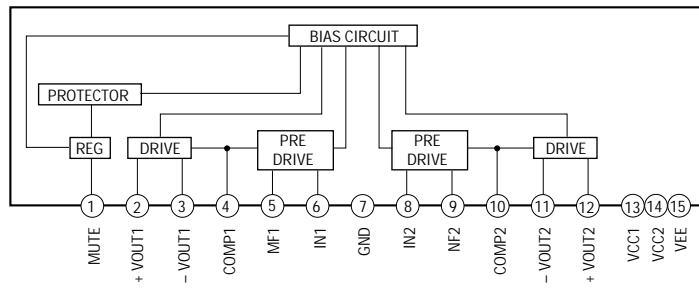 BIAS CIRCUIT
PROTECTOR
REG
DRIVE
PRE
DRIVE
PRE
DRIVE
DRIVE
1
2
3
4
5
6
7
8
9
10
11
12
13
14
15
MUTE
+ VOUT1
– VOUT1
COMP1
MF1
IN1
GND
IN2
NF2
COMP2
– VOUT2
+ VOUT2
VCC1
VCC2
VEE